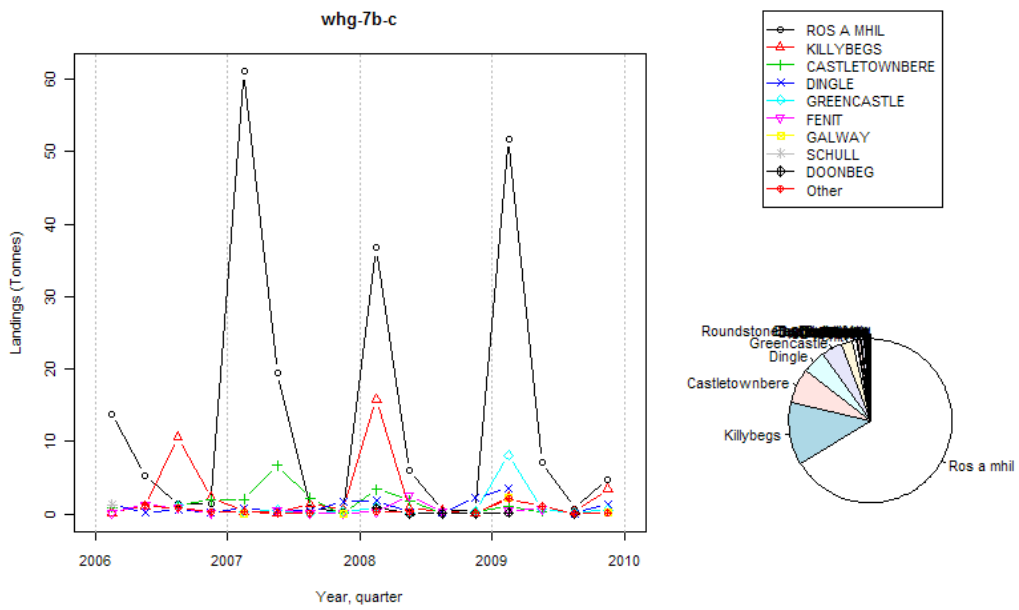 whg-7b-c
Landings (Tonnes)
60
50
40
30
20
10
0
2006
2007
2008
2009
2010
Year, quarter
ROS A MHIL
KILLYBEGS
CASTLETOWNBERE
DINGLE
GREENCASTLE
FENIT
GALWAY
SCHULL
DOONBEG
Other
Roundstone
Greencastle
Dingle
Castletownbere
Killybegs
Ros a mhil